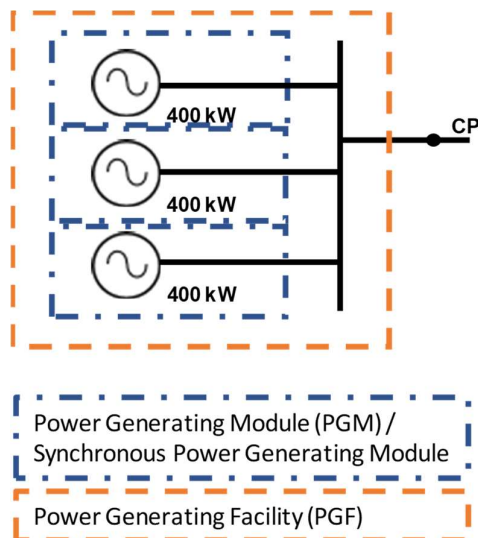 400 kW
CP
400 kW
400 kW
Power Generating Module (PGM) /
Synchronous Power Generating Module
Power Generating Facility (PGF)